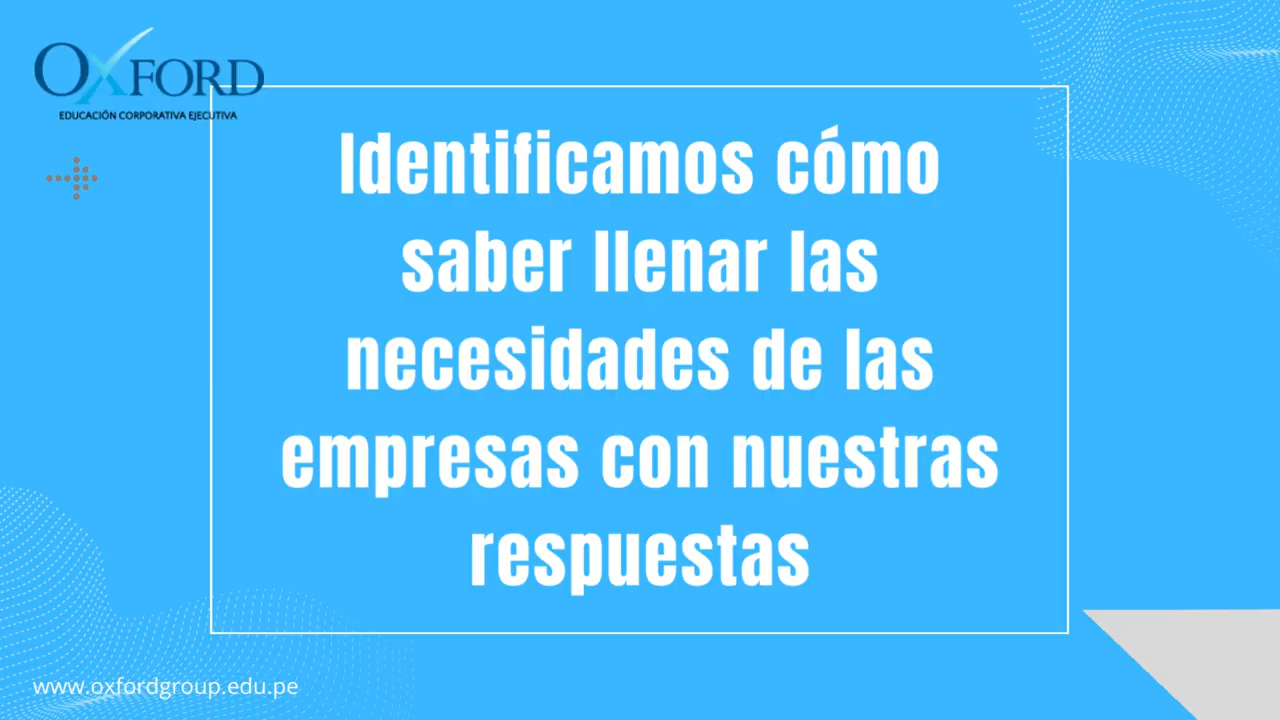 OXFORD
EDUCACIÓN CORPORATIVA EJECUTIVA
Identificamos cómo
saber llenar las
necesidades de las
empresas con nuestras
respuestas
www.oxfordgroup.edu.pe